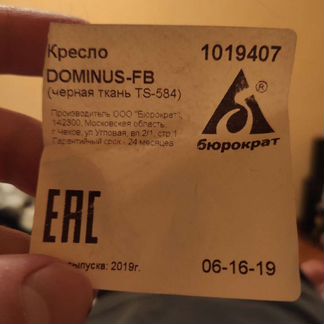 Кресло 1019407
DOMINUS-FB
(черная ткань TS-584)
Производитель ООО "Бюрократ",
142300, Московская область,
г.Чехов, ул.Угловая, вл.2/1, стр.1
Гарантийный срок - 24 месяцев
®
бюрократ
EAC
выпуска: 2019г. 06-16-19